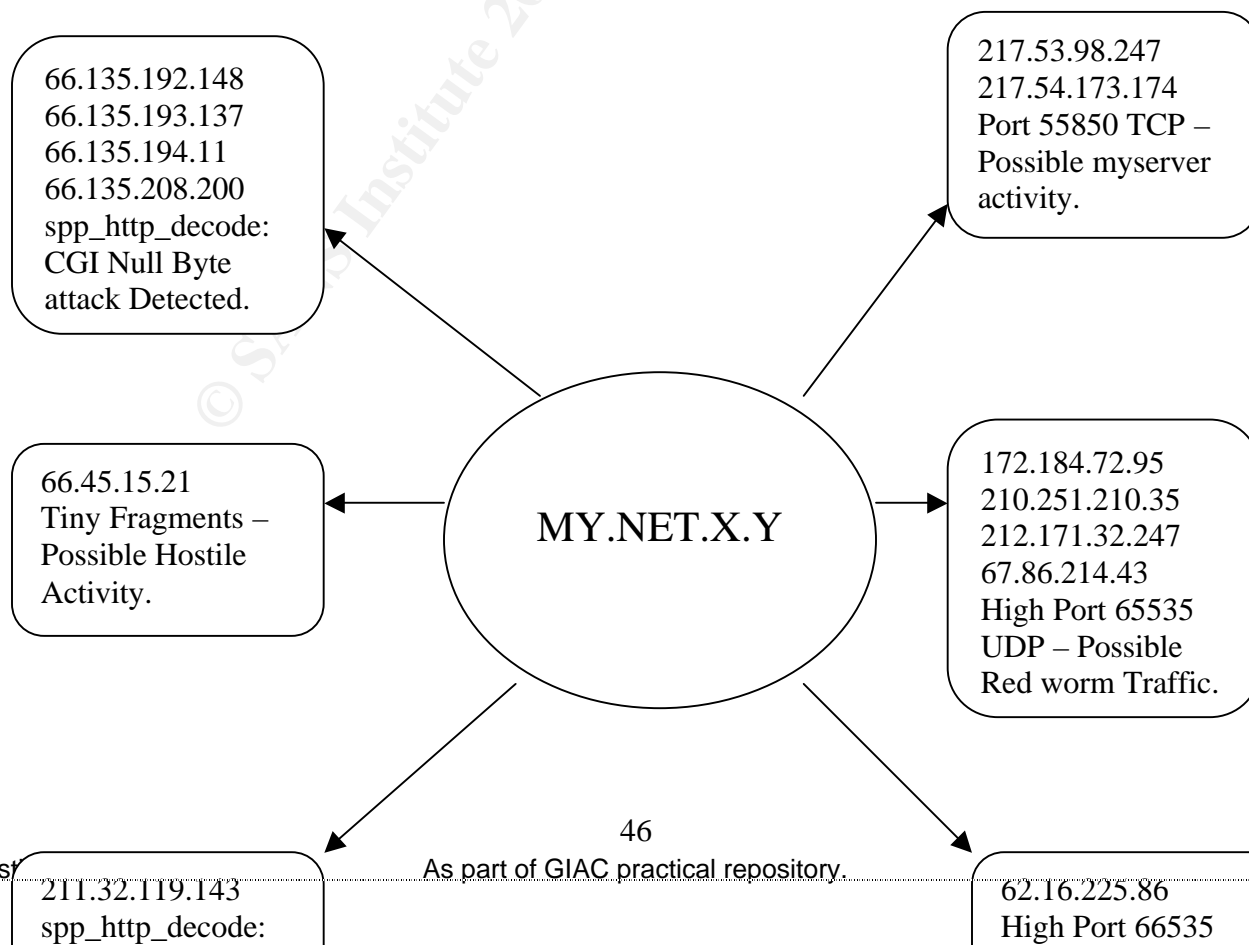 66.135.192.148
66.135.193.137
66.135.194.11
66.135.208.200
spp_http_decode:
CGI Null Byte
attack Detected.
217.53.98.247
217.54.173.174
Port 55850 TCP –
Possible myserver
activity.
66.45.15.21
Tiny Fragments –
Possible Hostile
Activity.
MY.NET.X.Y
172.184.72.95
210.251.210.35
212.171.32.247
67.86.214.43
High Port 65535
UDP – Possible
Red worm Traffic.
46
As part of GIAC practical repository.
211.32.119.143
spp_http_decode:
62.16.225.86
High Port 66535